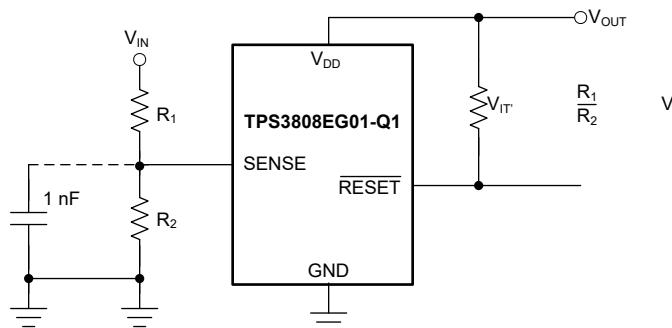 V_OUT
V_IN
V_DD
R_1
TPS3808EG01-Q1
V_IT'
R_1
R_2
V
SENSE
RESET
1 nF
R_2
GND